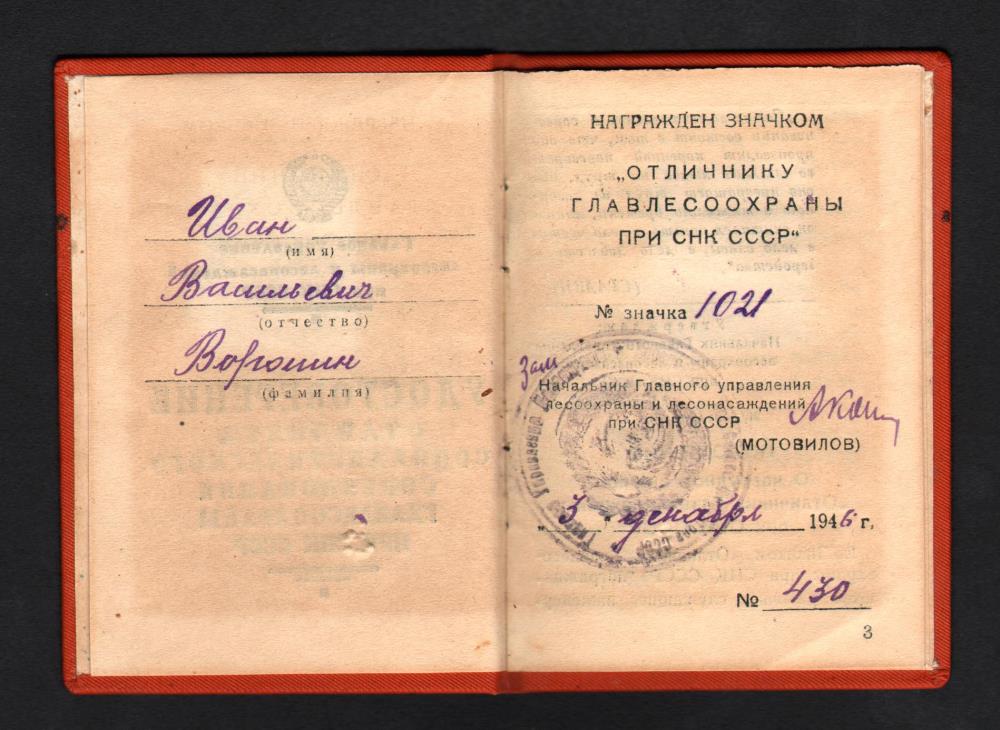 Иван
(имя)
Васильевич
(отчество)
Воронин
(фамилия)
НАГРАЖДЕН ЗНАЧКОМ
„ОТЛИЧНИКУ
ГЛАВЛЕСООХРАНЫ
ПРИ СНК СССР“
№ значка 1021
Зам
Начальник Главного управления
лесоохраны и лесонасаждений
при СНК СССР
(МОТОВИЛОВ)
„3“ декабря 1946 г.
№ 430
3